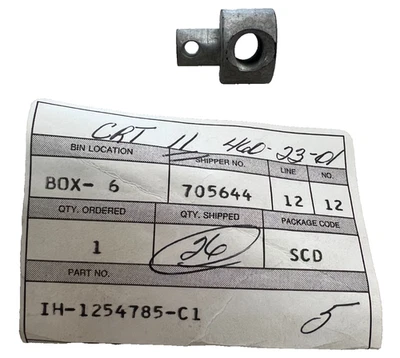 CRT 11 460-23-01
BIN LOCATION SHIPPER NO. LINE NO.
BOX- 6 705644 12 12
QTY. ORDERED QTY. SHIPPED PACKAGE CODE
1 26 SCD
PART NO.
IH-1254785-C1 5